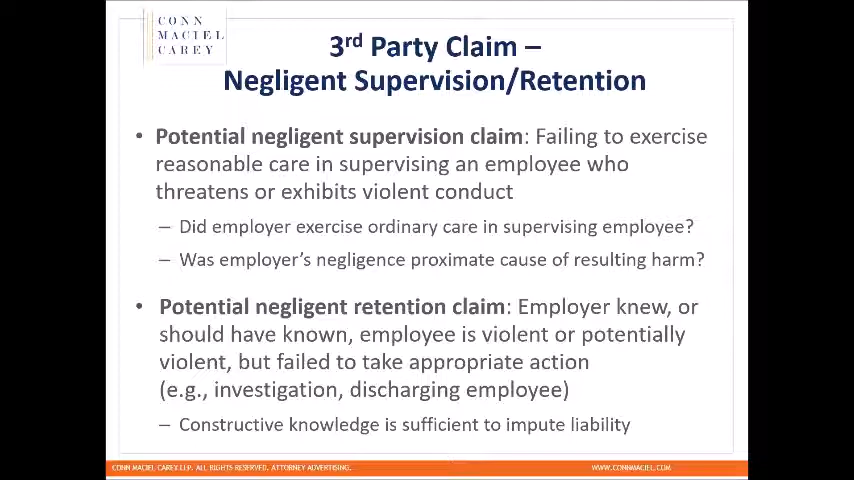 CONN
MACIEL
CAREY
3rd Party Claim –
Negligent Supervision/Retention
• Potential negligent supervision claim: Failing to exercise
reasonable care in supervising an employee who
threatens or exhibits violent conduct
– Did employer exercise ordinary care in supervising employee?
– Was employer’s negligence proximate cause of resulting harm?
• Potential negligent retention claim: Employer knew, or
should have known, employee is violent or potentially
violent, but failed to take appropriate action
(e.g., investigation, discharging employee)
– Constructive knowledge is sufficient to impute liability
CONN MACIEL CAREY LLP. ALL RIGHTS RESERVED. ATTORNEY ADVERTISING.
WWW.CONNMACIEL.COM